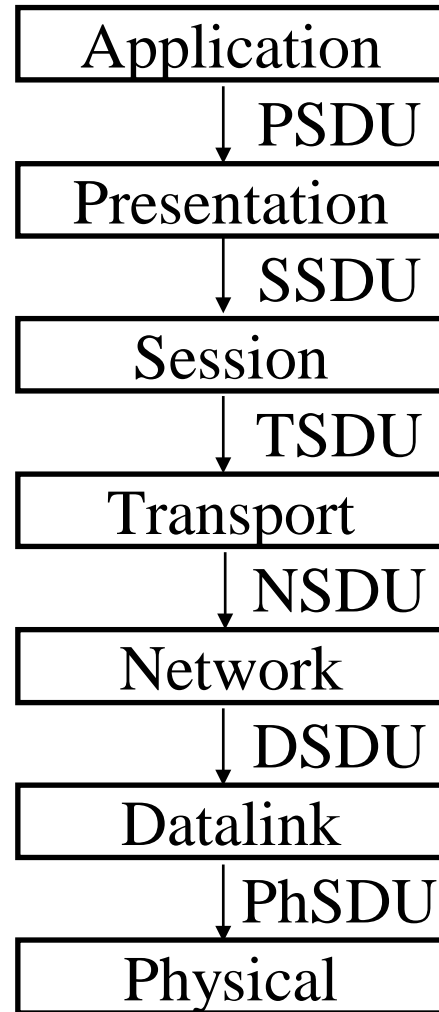 Application
PSDU
Presentation
SSDU
Session
TSDU
Transport
NSDU
Network
DSDU
Datalink
PhSDU
Physical